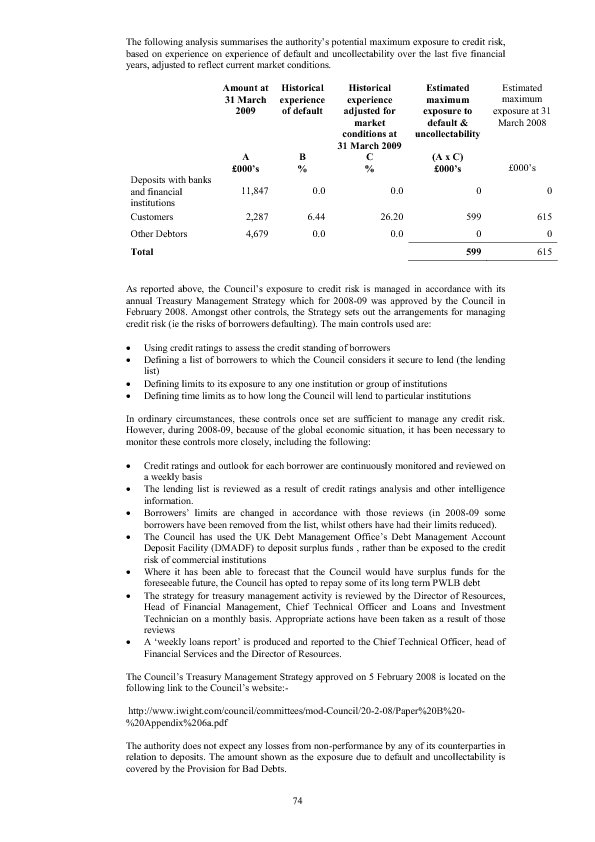 The following analysis summarises the authority's potential maximum exposure to credit risk,
based on experience on experience of default and uncollectability over the last five financial
years, adjusted to reflect current market conditions.
Amount at 31 March 2009
Historical experience of default
Historical experience adjusted for market conditions at 31 March 2009
Estimated maximum exposure to default & uncollectability
Estimated maximum exposure at 31 March 2008
A B C (A x C)
£000's % % £000's £000's
Deposits with banks
and financial 11,847 0.0 0.0 0 0
institutions
Customers 2,287 6.44 26.20 599 615
Other Debtors 4,679 0.0 0.0 0 0
Total 599 615
As reported above, the Council's exposure to credit risk is managed in accordance with its
annual Treasury Management Strategy which for 2008-09 was approved by the Council in
February 2008. Amongst other controls, the Strategy sets out the arrangements for managing
credit risk (ie the risks of borrowers defaulting). The main controls used are:
• Using credit ratings to assess the credit standing of borrowers
• Defining a list of borrowers to which the Council considers it secure to lend (the lending
list)
• Defining limits to its exposure to any one institution or group of institutions
• Defining time limits as to how long the Council will lend to particular institutions
In ordinary circumstances, these controls once set are sufficient to manage any credit risk.
However, during 2008-09, because of the global economic situation, it has been necessary to
monitor these controls more closely, including the following:
• Credit ratings and outlook for each borrower are continuously monitored and reviewed on
a weekly basis
• The lending list is reviewed as a result of credit ratings analysis and other intelligence
information.
• Borrowers' limits are changed in accordance with those reviews (in 2008-09 some
borrowers have been removed from the list, whilst others have had their limits reduced).
• The Council has used the UK Debt Management Office's Debt Management Account
Deposit Facility (DMADF) to deposit surplus funds , rather than be exposed to the credit
risk of commercial institutions
• Where it has been able to forecast that the Council would have surplus funds for the
foreseeable future, the Council has opted to repay some of its long term PWLB debt
• The strategy for treasury management activity is reviewed by the Director of Resources,
Head of Financial Management, Chief Technical Officer and Loans and Investment
Technician on a monthly basis. Appropriate actions have been taken as a result of those
reviews
• A 'weekly loans report' is produced and reported to the Chief Technical Officer, head of
Financial Services and the Director of Resources.
The Council's Treasury Management Strategy approved on 5 February 2008 is located on the
following link to the Council's website:-
http://www.iwight.com/council/committees/mod-Council/20-2-08/Paper%20B%20-
%20Appendix%206a.pdf
The authority does not expect any losses from non-performance by any of its counterparties in
relation to deposits. The amount shown as the exposure due to default and uncollectability is
covered by the Provision for Bad Debts.
74